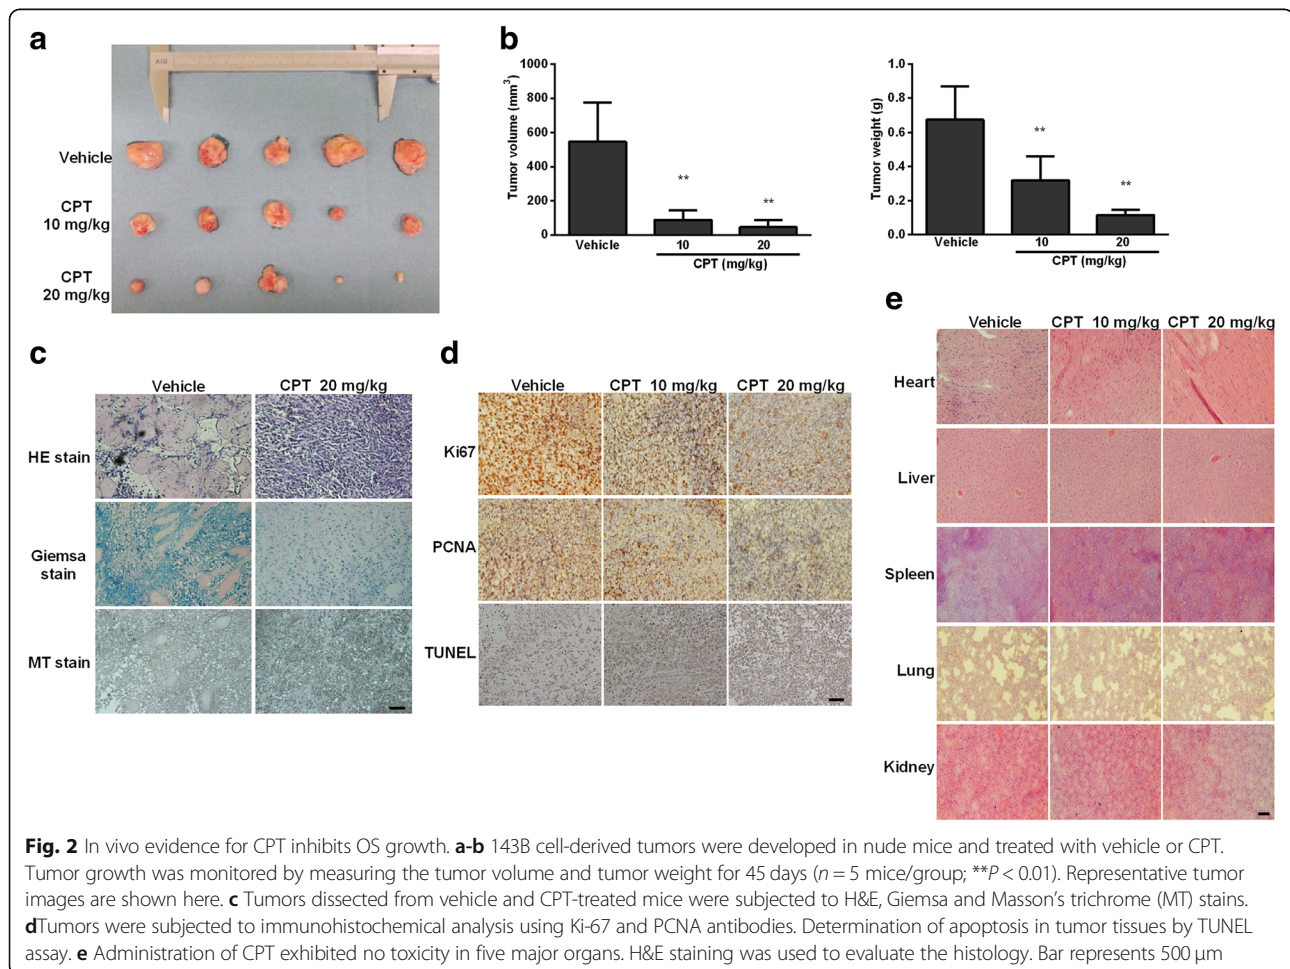 a
Vehicle
CPT
10 mg/kg
CPT
20 mg/kg
b
Tumor volume (mm³)
1000
800
600
400
200
0
**
**
Vehicle
10
20
CPT (mg/kg)
Tumor weight (g)
1.0
0.8
0.6
0.4
0.2
0.0
**
**
Vehicle
10
20
CPT (mg/kg)
c
Vehicle
CPT 20 mg/kg
HE stain
Giemsa
stain
MT stain
d
Vehicle
CPT 10 mg/kg
CPT 20 mg/kg
Ki67
PCNA
TUNEL
e
Vehicle
CPT 10 mg/kg
CPT 20 mg/kg
Heart
Liver
Spleen
Lung
Kidney
Fig. 2 In vivo evidence for CPT inhibits OS growth. a-b 143B cell-derived tumors were developed in nude mice and treated with vehicle or CPT.
Tumor growth was monitored by measuring the tumor volume and tumor weight for 45 days (n = 5 mice/group; **P < 0.01). Representative tumor
images are shown here. c Tumors dissected from vehicle and CPT-treated mice were subjected to H&E, Giemsa and Masson's trichrome (MT) stains.
dTumors were subjected to immunohistochemical analysis using Ki-67 and PCNA antibodies. Determination of apoptosis in tumor tissues by TUNEL
assay. e Administration of CPT exhibited no toxicity in five major organs. H&E staining was used to evaluate the histology. Bar represents 500 μm